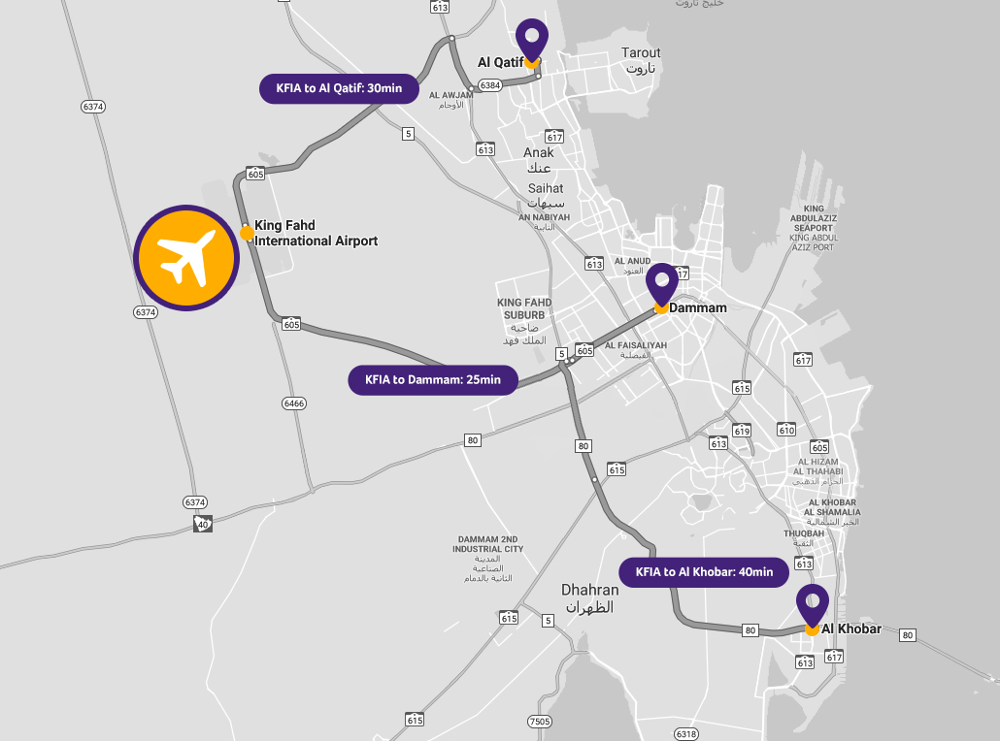 خليج تاروت
613
Tarout
تاروت
Al Qatif
KFIA to Al Qatif: 30min
6384
AL AWJAM
الأوجام
6374
5
613
617
Anak
عنك
605
Saihat
سيهات
AN NABIYAH
النابية
KING
ABDULAZIZ
SEAPORT
KING ABDUL
AZIZ PORT
King Fahd
International Airport
613
AL ANUD
العنود
17
6374
KING FAHD
SUBURB
ضاحية
الملك فهد
Dammam
605
5
605
AL FAISALIYAH
الفيصلية
617
KFIA to Dammam: 25min
615
6466
619
610
80
80
613
605
615
AL HIZAM
AL THAHABI
الحزام الذهبي
6374
40
AL KHOBAR
AL SHAMALIA
الخبر الشمالية
THUQBAH
الثقبة
DAMMAM 2ND
INDUSTRIAL CITY
المدينة
الصناعية
الثانية بالدمام
613
KFIA to Al Khobar: 40min
Dhahran
الظهران
615
5
80
Al Khobar
80
613
617
615
7505
6318